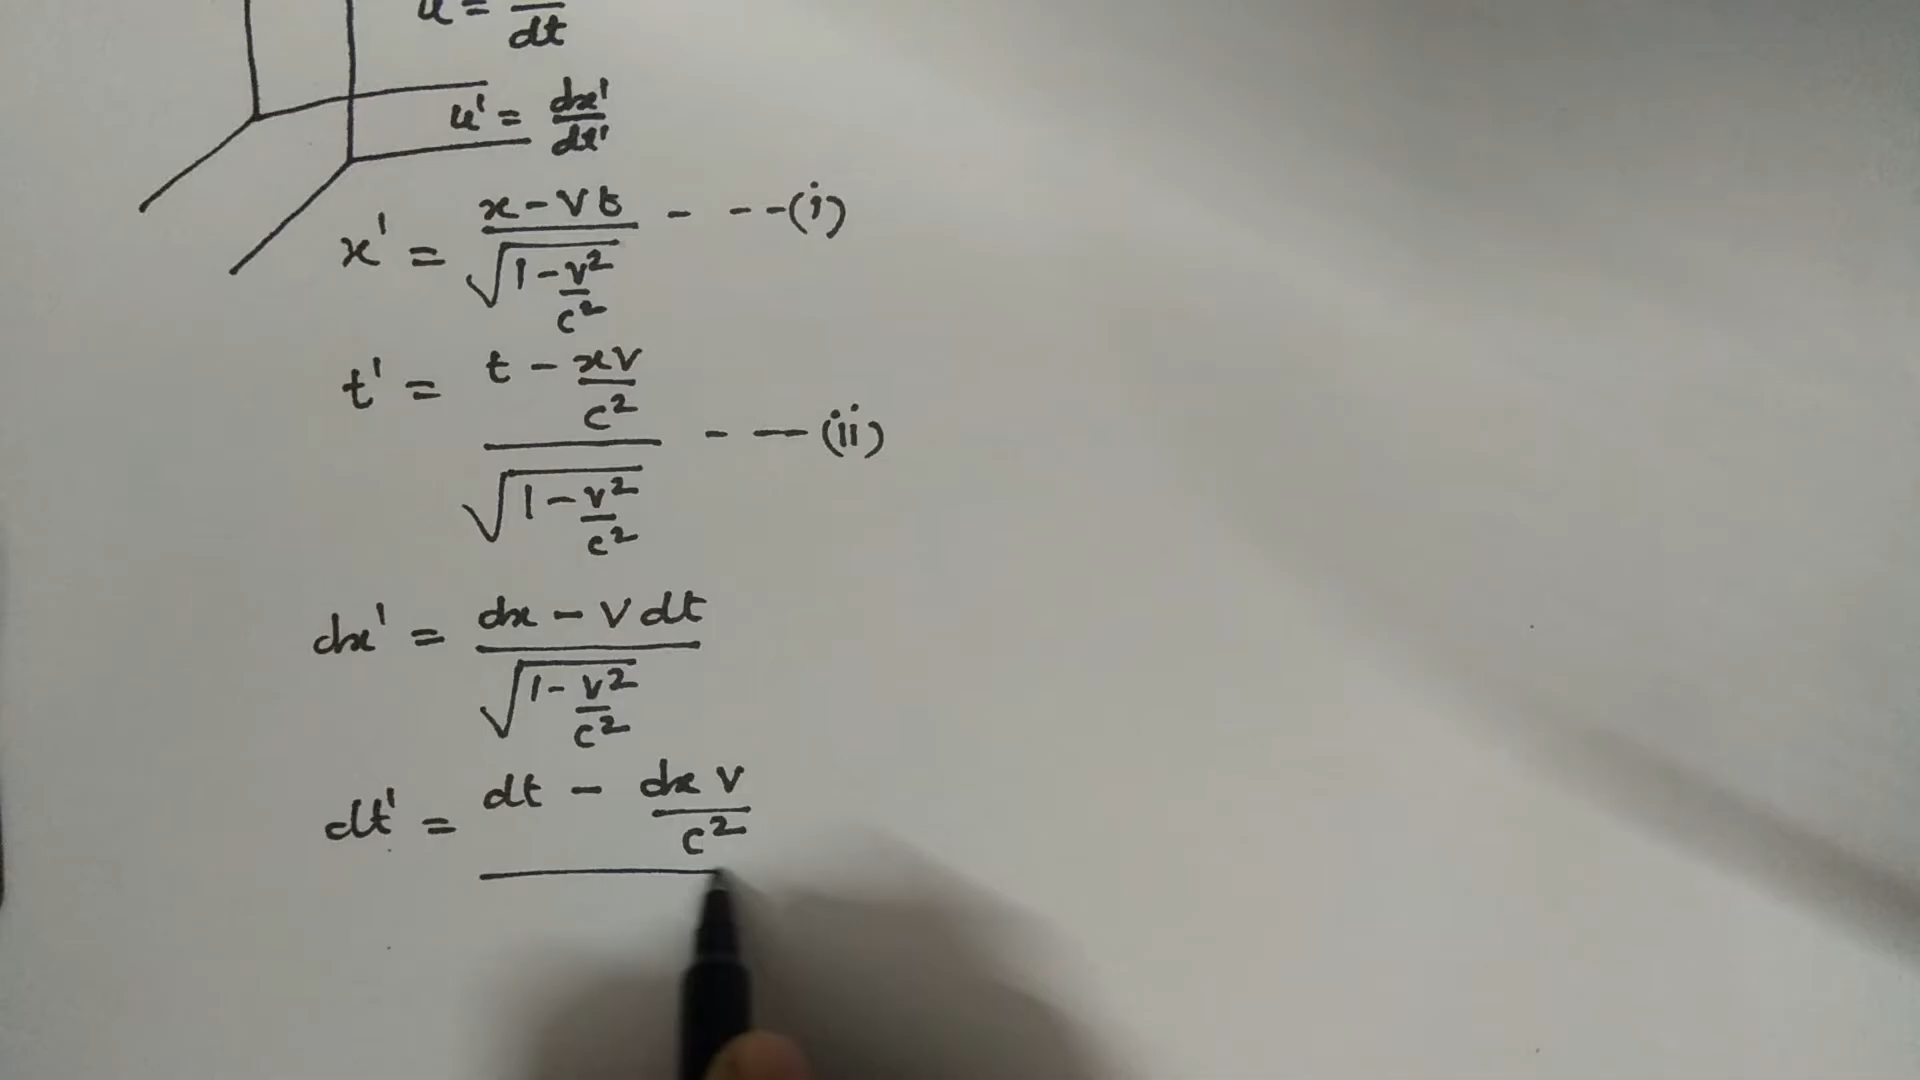 u = / dt
u' = dx'/dt'
x' = x - vt / √1 - v²/c² - - - (i)
t' = t - xv/c² / √1 - v²/c² - — (ii)
dx' = dx - v dt / √1 - v²/c²
dt' = dt - dx v/c²